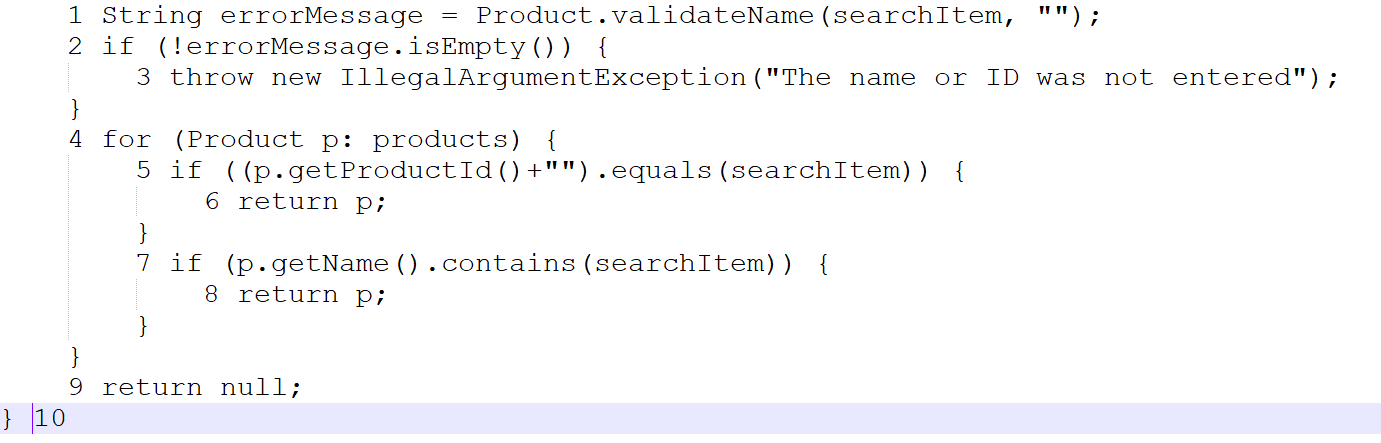 1 String errorMessage = Product.validateName(searchItem, "");
2 if (!errorMessage.isEmpty()) {
3 throw new IllegalArgumentException("The name or ID was not entered");
}
4 for (Product p: products) {
5 if ((p.getProductId()+"").equals(searchItem)) {
6 return p;
}
7 if (p.getName().contains(searchItem)) {
8 return p;
}
}
9 return null;
} 10